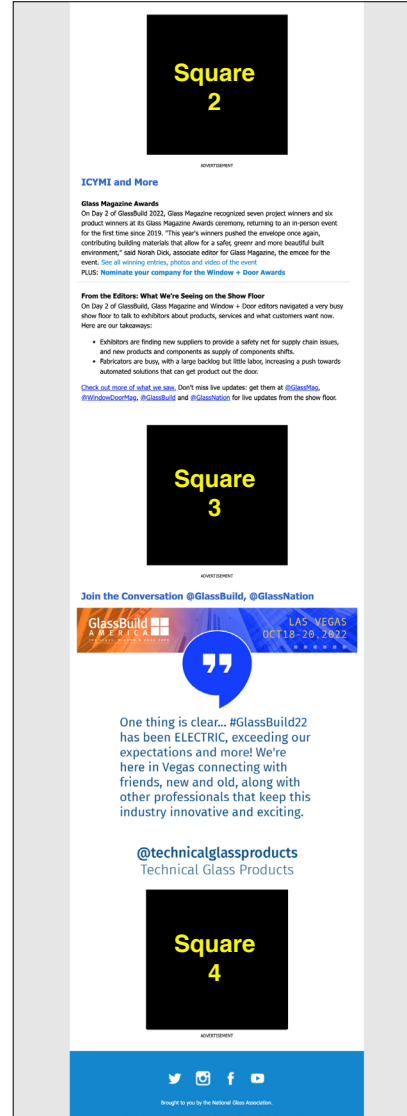 Square
2
ADVERTISEMENT
ICYMI and More
Glass Magazine Awards
On Day 2 of GlassBuild 2022, Glass Magazine recognized seven project winners and six
product winners at its Glass Magazine Awards ceremony, returning to an in-person event
for the first time since 2019. "This year's winners pushed the envelope once again,
contributing building materials that allow for a safer, greenr and more beautiful built
environment," said Norah Dick, associate editor for Glass Magazine, the emcee for the
event. See all winning entries, photos and video of the event
PLUS: Nominate your company for the Window + Door Awards
From the Editors: What We're Seeing on the Show Floor
On Day 2 of GlassBuild, Glass Magazine and Window + Door editors navigated a very busy
show floor to talk to exhibitors about products, services and what customers want now.
Here are our takeaways:
• Exhibitors are finding new suppliers to provide a safety net for supply chain issues,
and new products and components as supply of components shifts.
• Fabricators are busy, with a large backlog but little labor, increasing a push towards
automated solutions that can get product out the door.
Check out more of what we saw. Don't miss live updates: get them at @GlassMag,
@WindowDoorMag, @GlassBuild and @GlassNation for live updates from the show floor.
Square
3
ADVERTISEMENT
Join the Conversation @GlassBuild, @GlassNation
GlassBuild
AMERICA
THE GLASS, WINDOW & DOOR EXPO
LAS VEGAS
OCT18-20,2022
One thing is clear... #GlassBuild22
has been ELECTRIC, exceeding our
expectations and more! We're
here in Vegas connecting with
friends, new and old, along with
other professionals that keep this
industry innovative and exciting.
@technicalglassproducts
Technical Glass Products
Square
4
ADVERTISEMENT
Brought to you by the National Glass Association.